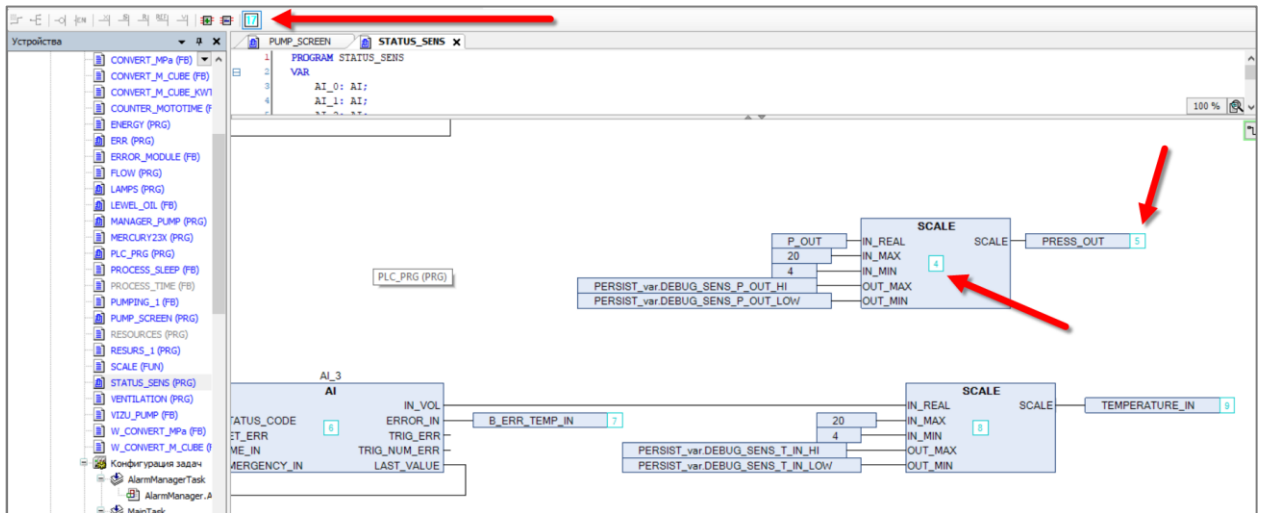 17
Устройства
PUMP_SCREEN
STATUS_SENS
CONVERT_MPa (FB)
CONVERT_M_CUBE (FB)
CONVERT_M_CUBE_KWT
COUNTER_MOTOTIME (F
ENERGY (PRG)
ERR (PRG)
ERROR_MODULE (FB)
FLOW (PRG)
LAMPS (PRG)
LEWEL_OIL (FB)
MANAGER_PUMP (PRG)
MERCURY23X (PRG)
PLC_PRG (PRG)
PROCESS_SLEEP (FB)
PROCESS_TIME (FB)
PUMPING_1 (FB)
PUMP_SCREEN (PRG)
RESOURCES (PRG)
RESURS_1 (PRG)
SCALE (FUN)
STATUS_SENS (PRG)
VENTILATION (PRG)
VIZU_PUMP (FB)
W_CONVERT_MPa (FB)
W_CONVERT_M_CUBE (F
Конфигурация задач
AlarmManagerTask
AlarmManager.A
MainTask
1 PROGRAM STATUS_SENS
2 VAR
3 AI_0: AI;
4 AI_1: AI;
100 %
PLC_PRG (PRG)
SCALE
P_OUT IN_REAL SCALE PRESS_OUT 5
20 IN_MAX
4 IN_MIN 4
PERSIST_var.DEBUG_SENS_P_OUT_HI OUT_MAX
PERSIST_var.DEBUG_SENS_P_OUT_LOW OUT_MIN
AI_3
AI
IN_VOL
TATUS_CODE ERROR_IN B_ERR_TEMP_IN 7
ET_ERR 6 TRIG_ERR
ME_IN TRIG_NUM_ERR
MERGENCY_IN LAST_VALUE
SCALE
IN_REAL SCALE TEMPERATURE_IN 9
20 IN_MAX
4 IN_MIN 8
PERSIST_var.DEBUG_SENS_T_IN_HI OUT_MAX
PERSIST_var.DEBUG_SENS_T_IN_LOW OUT_MIN